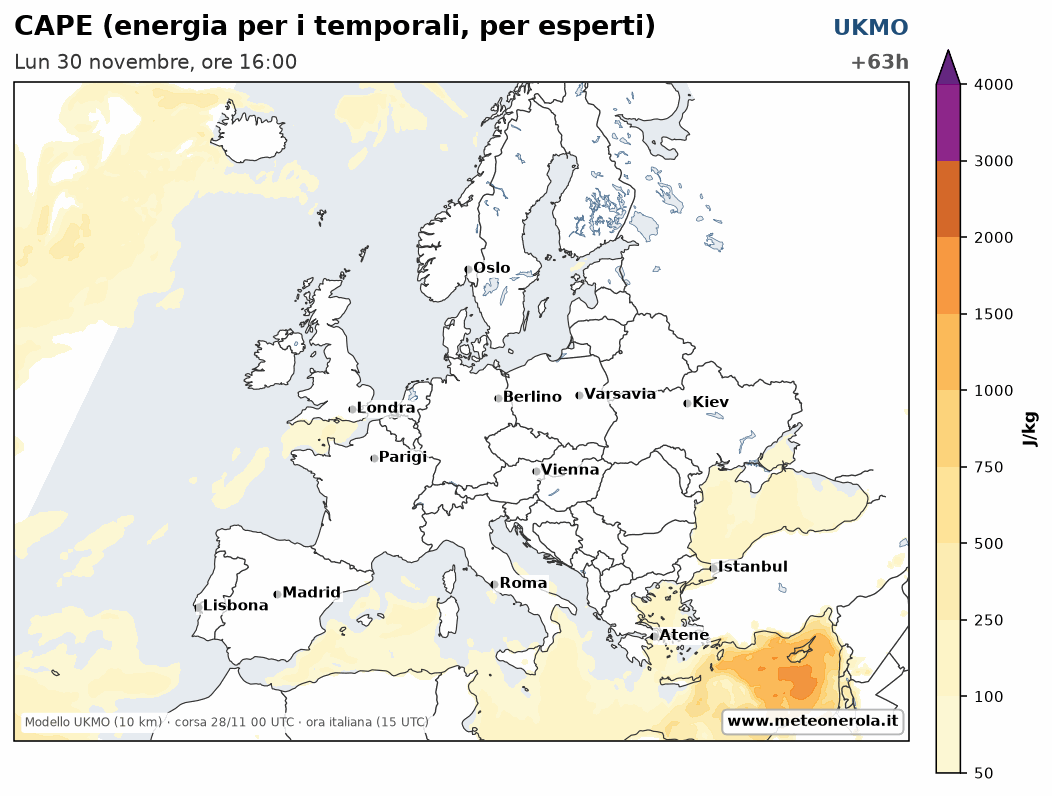 CAPE (energia per i temporali, per esperti)
UKMO
Lun 30 novembre, ore 16:00
+63h
4000
3000
2000
1500
1000
750
500
250
100
50
J/kg
Oslo
Berlino
Varsavia
Kiev
Londra
Parigi
Vienna
Istanbul
Roma
Madrid
Lisbona
Atene
Modello UKMO (10 km) · corsa 28/11 00 UTC · ora italiana (15 UTC)
www.meteonerola.it